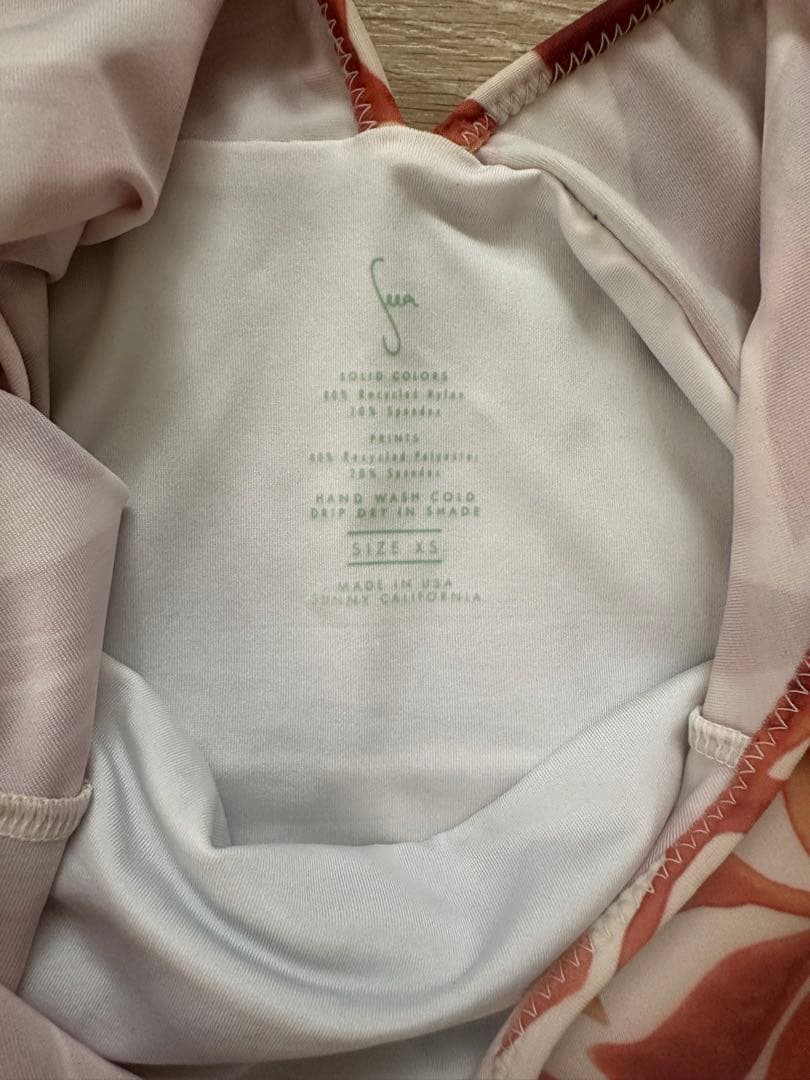 Seea
SOLID COLORS
80% Recycled Nylon
20% Spandex
PRINTS
80% Recycled Polyester
20% Spandex
HAND WASH COLD
DRIP DRY IN SHADE
SIZE XS
MADE IN USA
SUNNY CALIFORNIA